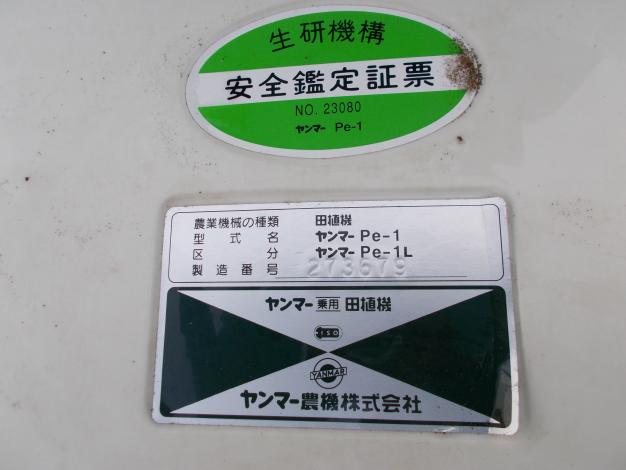 生研機構
安全鑑定証票
NO. 23080
ヤンマー Pe-1
農業機械の種類 田植機
型式名 ヤンマー Pe-1
区分 ヤンマー Pe-1L
製造番号 273679
ヤンマー 乗用 田植機
ISO
YANMAR
ヤンマー農機株式会社